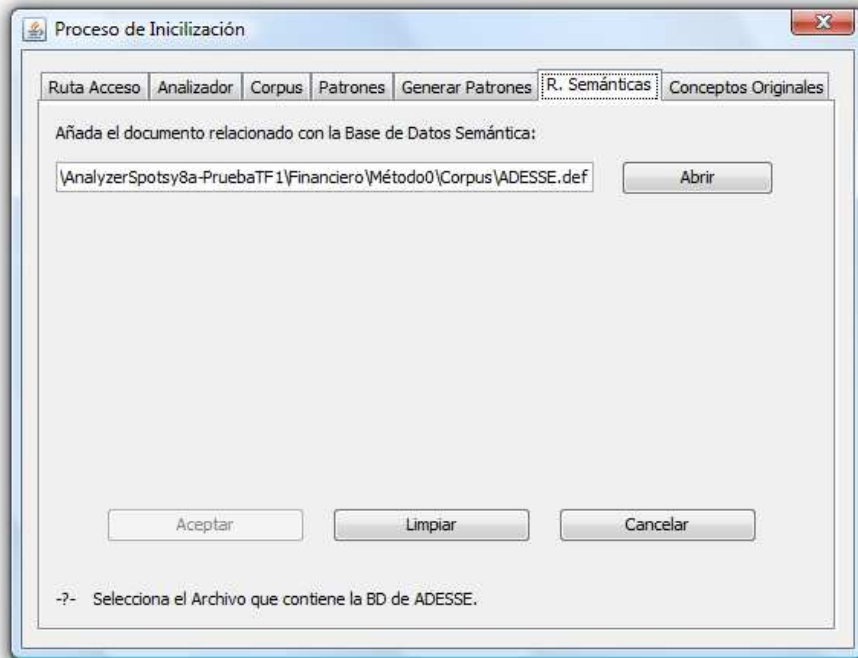 Proceso de Inicilización
Ruta Acceso Analizador Corpus Patrones Generar Patrones R. Semánticas Conceptos Originales
Añada el documento relacionado con la Base de Datos Semántica:
\AnalyzerSpotsy8a-PruebaTF1\Financiero\Método0\Corpus\ADESSE.def Abrir
Aceptar Limpiar Cancelar
-?- Selecciona el Archivo que contiene la BD de ADESSE.